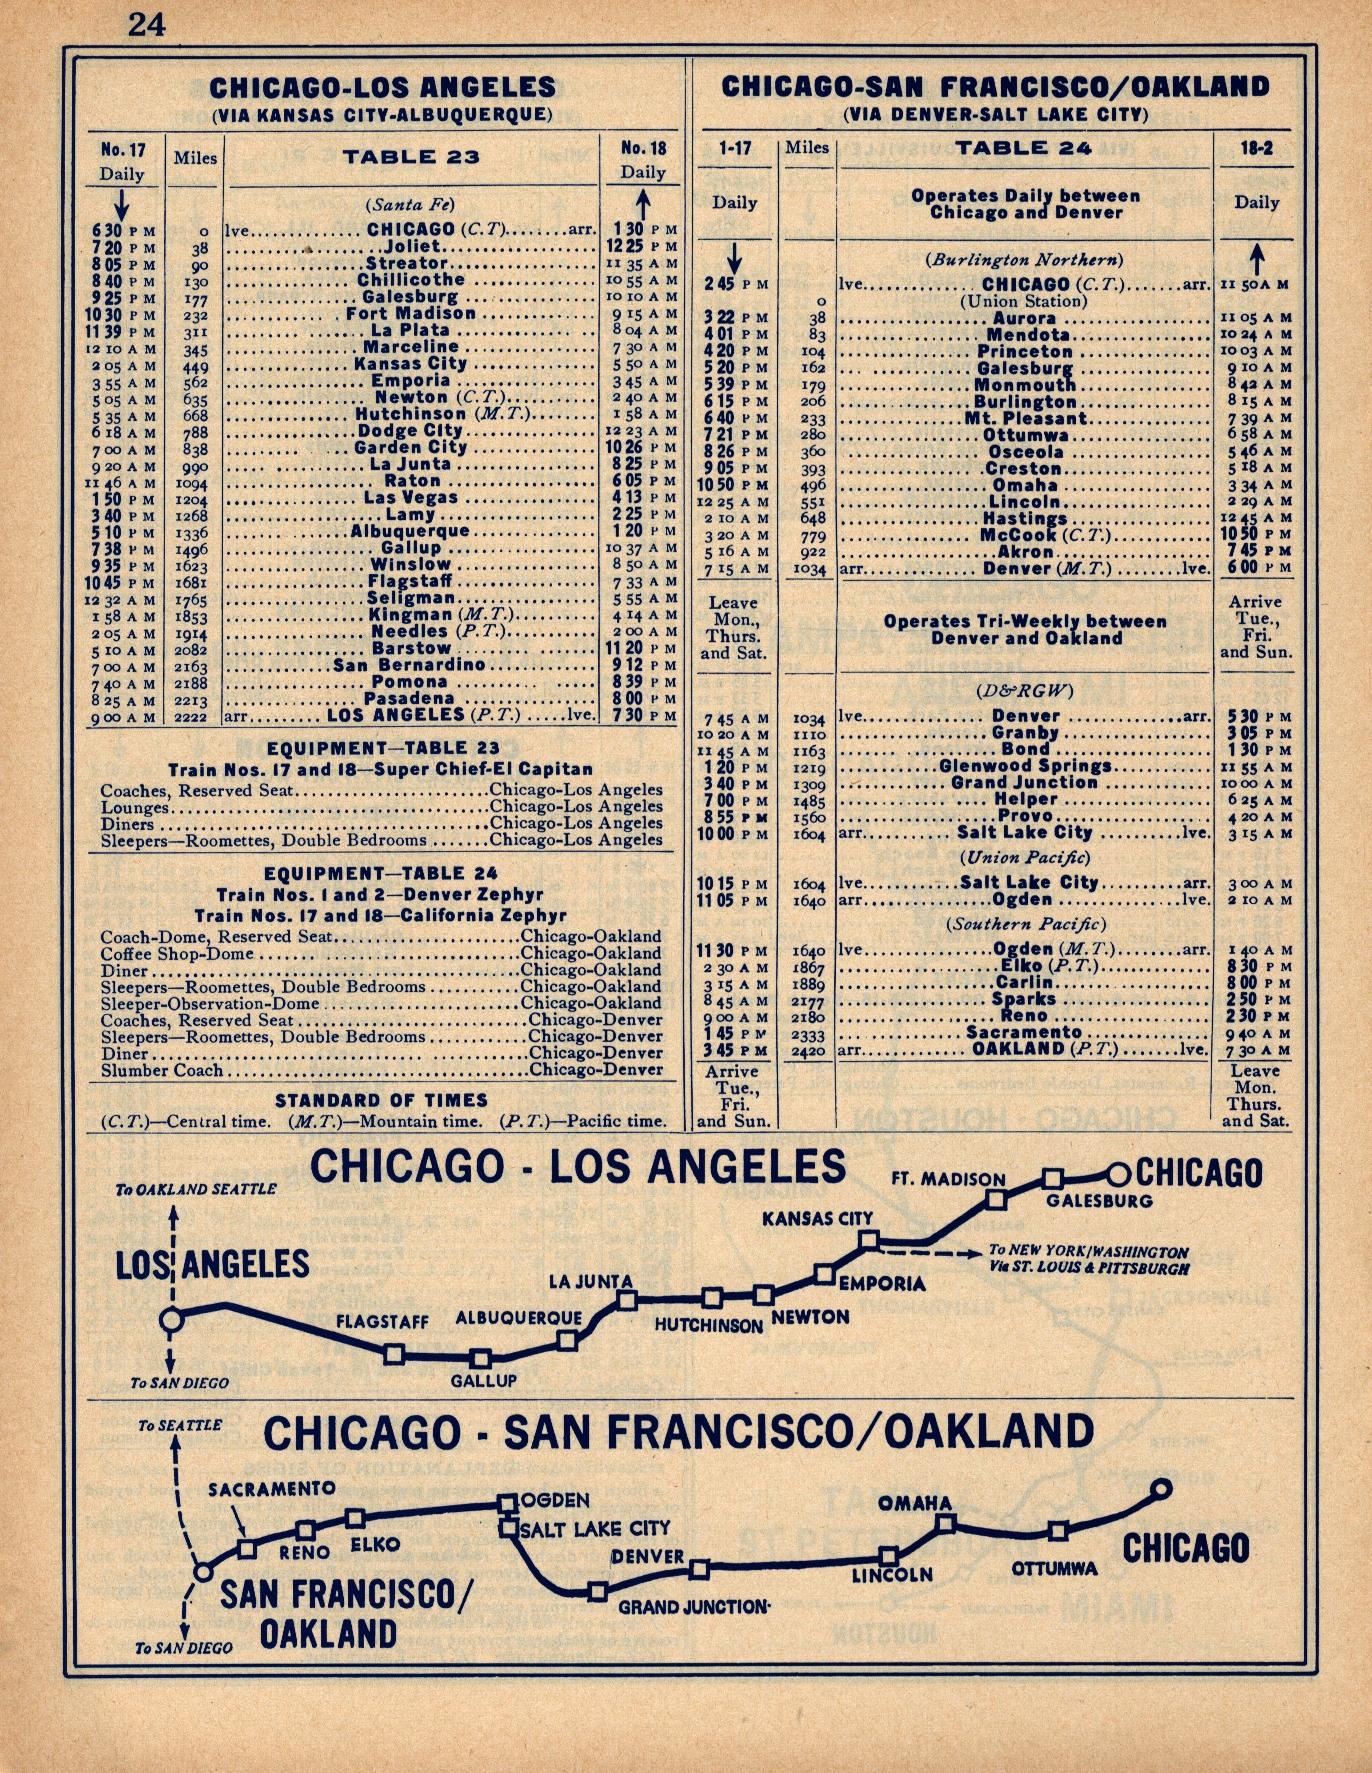 24
CHICAGO-LOS ANGELES
(VIA KANSAS CITY-ALBUQUERQUE)
No. 17 Daily Miles TABLE 23 No. 18 Daily
(Santa Fe)
6 30 P M 0 lve. CHICAGO (C.T.) arr. 1 30 P M
7 20 P M 38 Joliet 12 25 P M
8 05 P M 90 Streator 11 35 A M
8 40 P M 130 Chillicothe 10 55 A M
9 25 P M 177 Galesburg 10 10 A M
10 30 P M 232 Fort Madison 9 15 A M
11 39 P M 311 La Plata 8 04 A M
12 10 A M 345 Marceline 7 30 A M
2 05 A M 449 Kansas City 5 50 A M
3 55 A M 562 Emporia 3 45 A M
5 05 A M 635 Newton (C.T.) 2 40 A M
5 35 A M 668 Hutchinson (M.T.) 1 58 A M
6 18 A M 788 Dodge City 12 23 A M
7 00 A M 838 Garden City 10 26 P M
9 20 A M 990 La Junta 8 25 P M
11 46 A M 1094 Raton 6 05 P M
1 50 P M 1204 Las Vegas 4 13 P M
3 40 P M 1268 Lamy 2 25 P M
5 10 P M 1336 Albuquerque 1 20 P M
7 38 P M 1496 Gallup 10 37 A M
9 35 P M 1623 Winslow 8 50 A M
10 45 P M 1681 Flagstaff 7 33 A M
12 32 A M 1765 Seligman 5 55 A M
1 58 A M 1853 Kingman (M.T.) 4 14 A M
2 05 A M 1914 Needles (P.T.) 2 00 A M
5 10 A M 2082 Barstow 11 20 P M
7 00 A M 2163 San Bernardino 9 12 P M
7 40 A M 2188 Pomona 8 39 P M
8 25 A M 2213 Pasadena 8 00 P M
9 00 A M 2222 arr. LOS ANGELES (P.T.) lve. 7 30 P M
EQUIPMENT—TABLE 23
Train Nos. 17 and 18—Super Chief-El Capitan
Coaches, Reserved Seat Chicago-Los Angeles
Lounges Chicago-Los Angeles
Diners Chicago-Los Angeles
Sleepers—Roomettes, Double Bedrooms Chicago-Los Angeles
EQUIPMENT—TABLE 24
Train Nos. 1 and 2—Denver Zephyr
Train Nos. 17 and 18—California Zephyr
Coach-Dome, Reserved Seat Chicago-Oakland
Coffee Shop-Dome Chicago-Oakland
Diner Chicago-Oakland
Sleepers—Roomettes, Double Bedrooms Chicago-Oakland
Sleeper-Observation-Dome Chicago-Oakland
Coaches, Reserved Seat Chicago-Denver
Sleepers—Roomettes, Double Bedrooms Chicago-Denver
Diner Chicago-Denver
Slumber Coach Chicago-Denver
STANDARD OF TIMES
(C.T.)—Central time. (M.T.)—Mountain time. (P.T.)—Pacific time.
CHICAGO-SAN FRANCISCO/OAKLAND
(VIA DENVER-SALT LAKE CITY)
1-17 Miles TABLE 24 18-2
Daily Operates Daily between Chicago and Denver Daily
(Burlington Northern)
2 45 P M lve. CHICAGO (C.T.) arr. 11 50 A M
0 (Union Station)
3 22 P M 38 Aurora 11 05 A M
4 01 P M 83 Mendota 10 24 A M
4 20 P M 104 Princeton 10 03 A M
5 20 P M 162 Galesburg 9 10 A M
5 39 P M 179 Monmouth 8 42 A M
6 15 P M 206 Burlington 8 15 A M
6 40 P M 233 Mt. Pleasant 7 39 A M
7 21 P M 280 Ottumwa 6 58 A M
8 26 P M 360 Osceola 5 46 A M
9 05 P M 393 Creston 5 18 A M
10 50 P M 496 Omaha 3 34 A M
12 25 A M 551 Lincoln 2 29 A M
2 10 A M 648 Hastings 12 45 A M
3 20 A M 779 McCook (C.T.) 10 50 P M
5 16 A M 922 Akron 7 45 P M
7 15 A M 1034 arr. Denver (M.T.) lve. 6 00 P M
Leave Mon., Thurs. and Sat. Operates Tri-Weekly between Denver and Oakland Arrive Tue., Fri. and Sun.
(D&RGW)
7 45 A M 1034 lve. Denver arr. 5 30 P M
10 20 A M 1110 Granby 3 05 P M
11 45 A M 1163 Bond 1 30 P M
1 20 P M 1219 Glenwood Springs 11 55 A M
3 40 P M 1309 Grand Junction 10 00 A M
7 00 P M 1485 Helper 6 25 A M
8 55 P M 1560 Provo 4 20 A M
10 00 P M 1604 arr. Salt Lake City lve. 3 15 A M
(Union Pacific)
10 15 P M 1604 lve. Salt Lake City arr. 3 00 A M
11 05 P M 1640 arr. Ogden lve. 2 10 A M
(Southern Pacific)
11 30 P M 1640 lve. Ogden (M.T.) arr. 1 40 A M
2 30 A M 1867 Elko (P.T.) 8 30 P M
3 15 A M 1889 Carlin 8 00 P M
8 45 A M 2177 Sparks 2 50 P M
9 00 A M 2180 Reno 2 30 P M
1 45 P M 2333 Sacramento 9 40 A M
3 45 P M 2420 arr. OAKLAND (P.T.) lve. 7 30 A M
Arrive Tue., Fri. and Sun. Leave Mon. Thurs. and Sat.
CHICAGO - LOS ANGELES
To OAKLAND SEATTLE
LOS ANGELES
To SAN DIEGO
FLAGSTAFF
GALLUP
ALBUQUERQUE
LA JUNTA
HUTCHINSON
NEWTON
EMPORIA
KANSAS CITY
To NEW YORK/WASHINGTON
Via ST. LOUIS & PITTSBURGH
FT. MADISON
GALESBURG
CHICAGO
CHICAGO - SAN FRANCISCO/OAKLAND
To SEATTLE
SACRAMENTO
RENO
ELKO
OGDEN
SALT LAKE CITY
DENVER
GRAND JUNCTION
OMAHA
LINCOLN
OTTUMWA
CHICAGO
SAN FRANCISCO/
OAKLAND
To SAN DIEGO